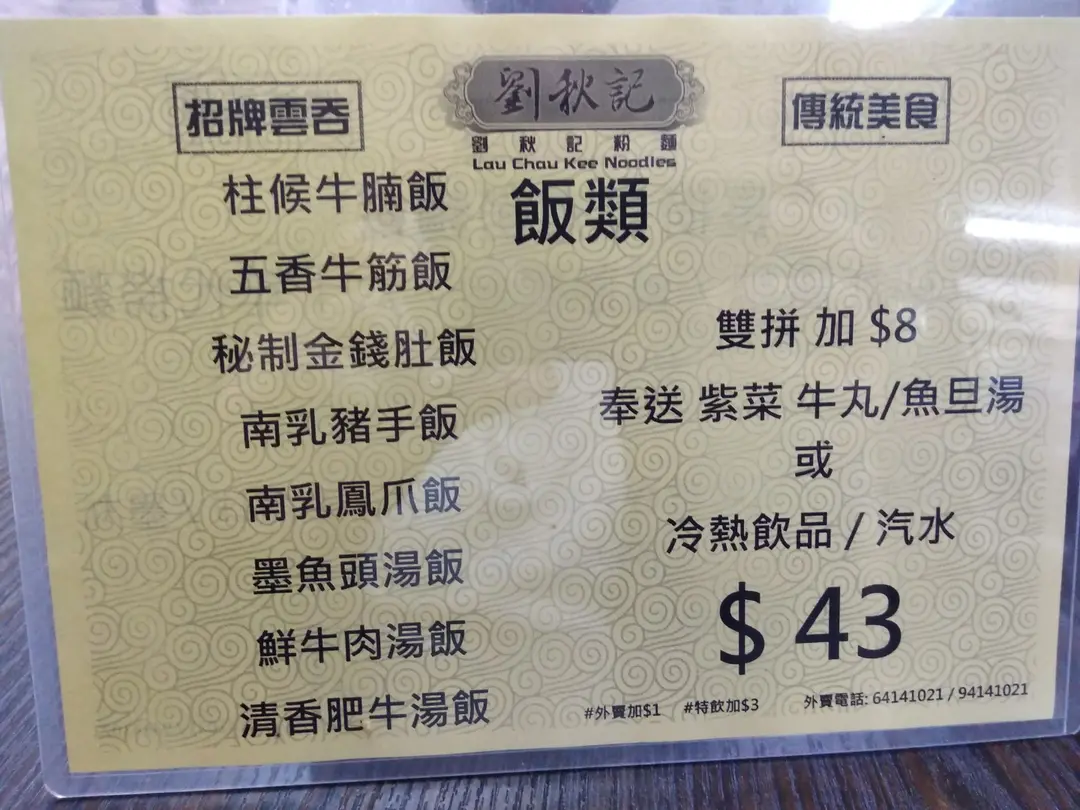 招牌雲吞
劉秋記
劉秋記粉麵
Lau Chau Kee Noodles
傳統美食
飯類
柱候牛腩飯
五香牛筋飯
秘制金錢肚飯
南乳豬手飯
南乳鳳爪飯
墨魚頭湯飯
鮮牛肉湯飯
清香肥牛湯飯
雙拼 加 $8
奉送 紫菜 牛丸/魚旦湯
或
冷熱飲品 / 汽水
$ 43
#外賣加$1 #特飲加$3 外賣電話: 64141021 / 94141021